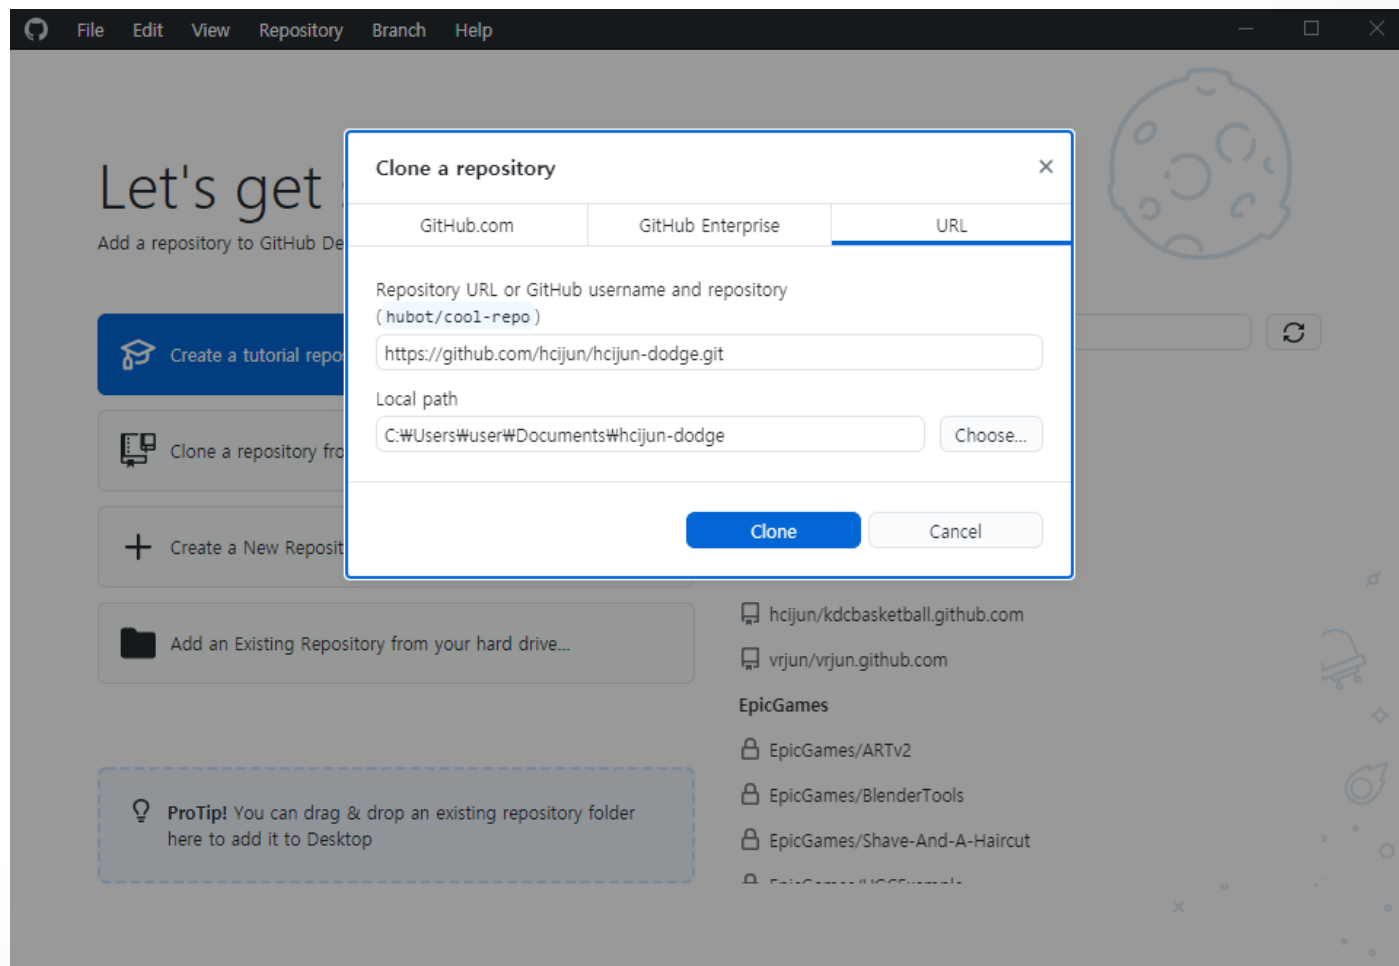 File Edit View Repository Branch Help
Let's get
Add a repository to GitHub De
Create a tutorial repo
Clone a repository fro
Create a New Reposit
Add an Existing Repository from your hard drive...
ProTip! You can drag & drop an existing repository folder
here to add it to Desktop
Clone a repository
GitHub.com GitHub Enterprise URL
Repository URL or GitHub username and repository
(hubot/cool-repo)
https://github.com/hcijun/hcijun-dodge.git
Local path
C:₩Users₩user₩Documents₩hcijun-dodge Choose...
Clone Cancel
hcijun/kdcbasketball.github.com
vrjun/vrjun.github.com
EpicGames
EpicGames/ARTv2
EpicGames/BlenderTools
EpicGames/Shave-And-A-Haircut